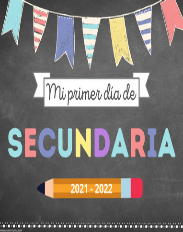 Mi primer día de
SECUNDARIA
2021 - 2022